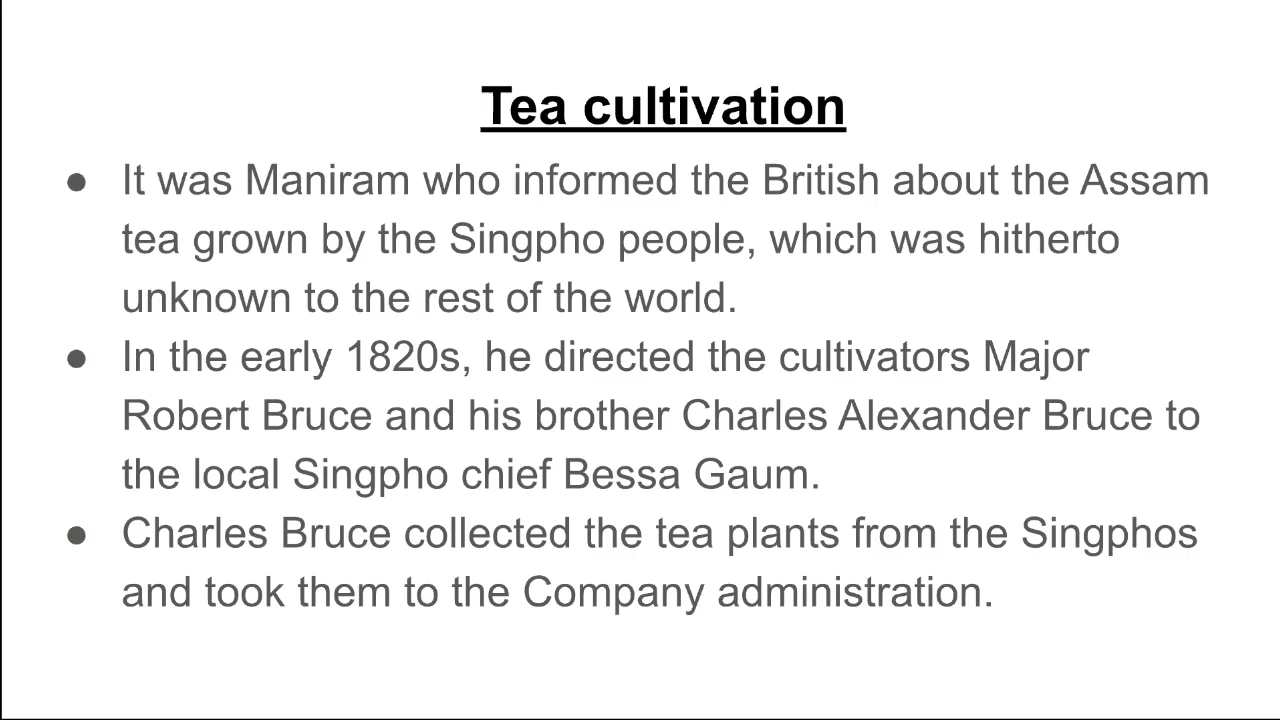 Tea cultivation
● It was Maniram who informed the British about the Assam
tea grown by the Singpho people, which was hitherto
unknown to the rest of the world.
● In the early 1820s, he directed the cultivators Major
Robert Bruce and his brother Charles Alexander Bruce to
the local Singpho chief Bessa Gaum.
● Charles Bruce collected the tea plants from the Singphos
and took them to the Company administration.